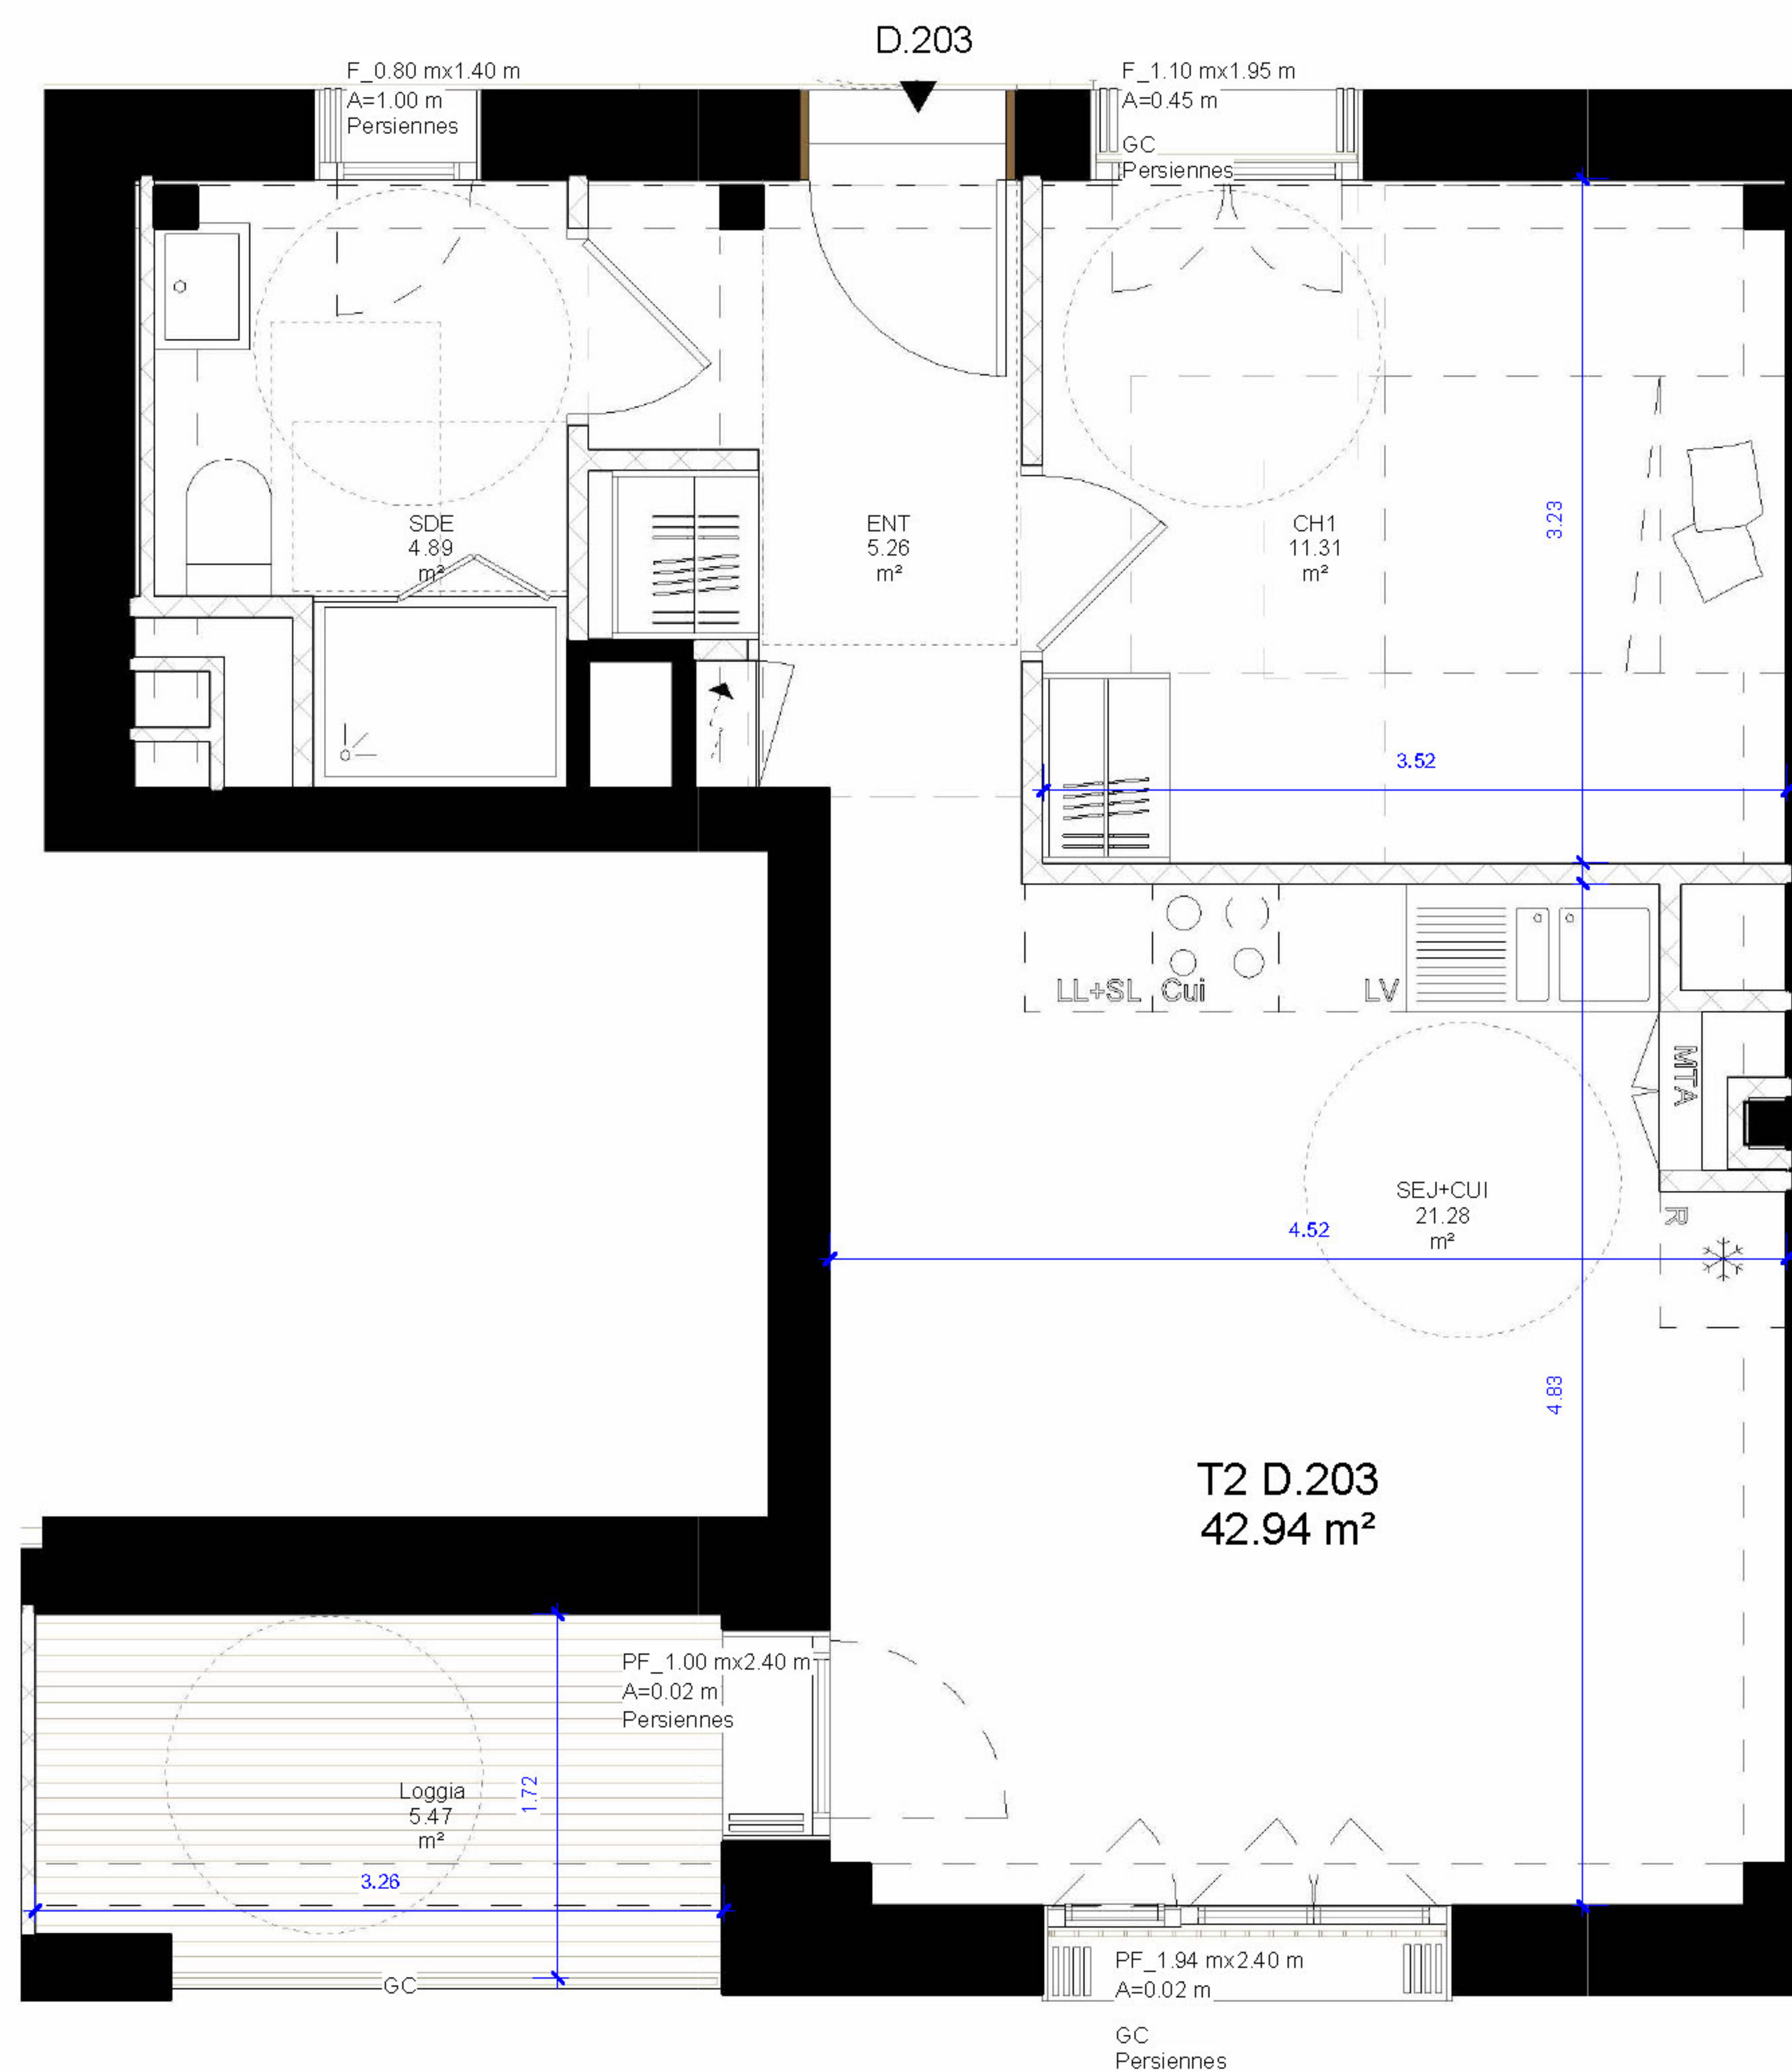 D.203
F_0.80 mx1.40 m
A=1.00 m
Persiennes
F_1.10 mx1.95 m
A=0.45 m
GC
Persiennes
SDE
4.89
m²
ENT
5.26
m²
CH1
11.31
m²
3.23
3.52
LL+SL
Cui
LV
MTA
SEJ+CUI
21.28
m²
R
4.52
4.83
T2 D.203
42.94 m²
PF_1.00 mx2.40 m
A=0.02 m
Persiennes
Loggia
5.47
m²
1.72
3.26
GC
PF_1.94 mx2.40 m
A=0.02 m
GC
Persiennes